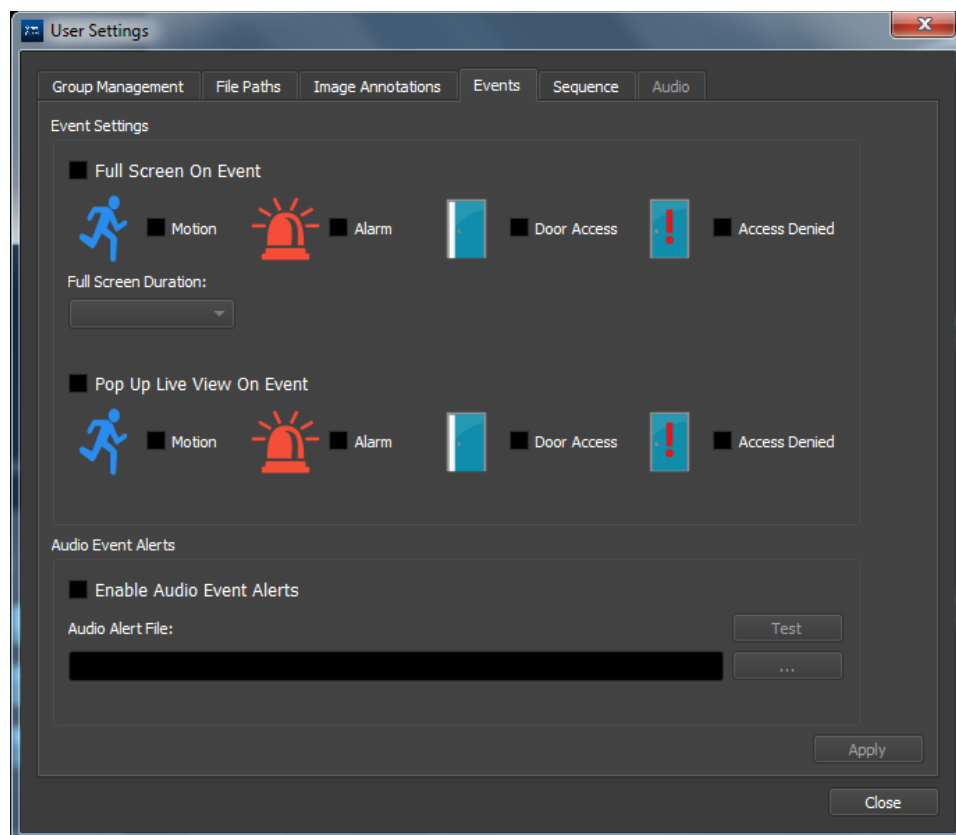 User Settings
Group Management File Paths Image Annotations Events Sequence Audio
Event Settings
Full Screen On Event
Motion Alarm Door Access Access Denied
Full Screen Duration:
Pop Up Live View On Event
Motion Alarm Door Access Access Denied
Audio Event Alerts
Enable Audio Event Alerts
Audio Alert File:
Test
...
Apply
Close